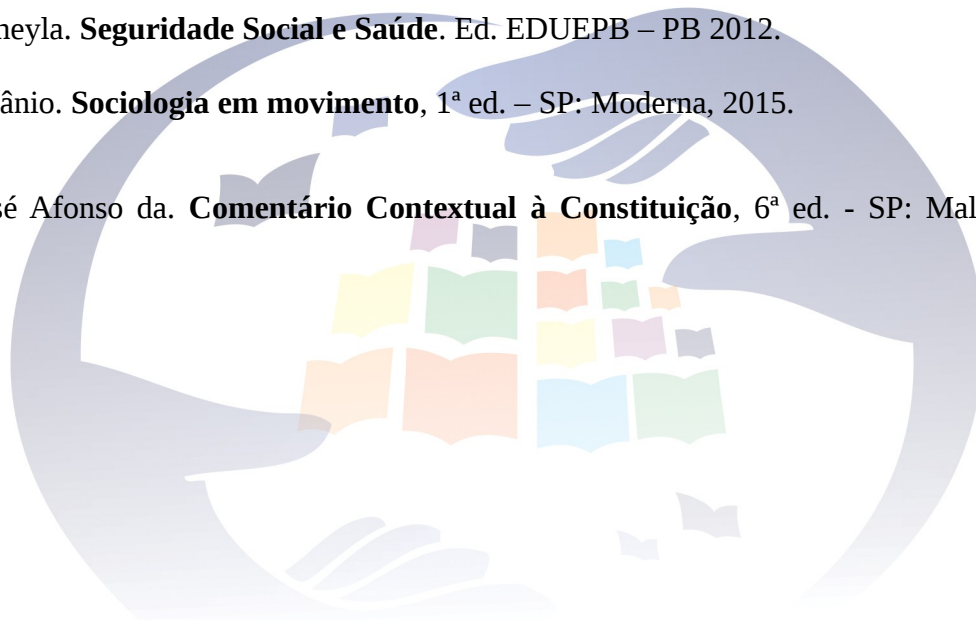 neyla. Seguridade Social e Saúde. Ed. EDUEPB – PB 2012.
ânio. Sociologia em movimento, 1ª ed. – SP: Moderna, 2015.
sé Afonso da. Comentário Contextual à Constituição, 6ª ed. - SP: Mal